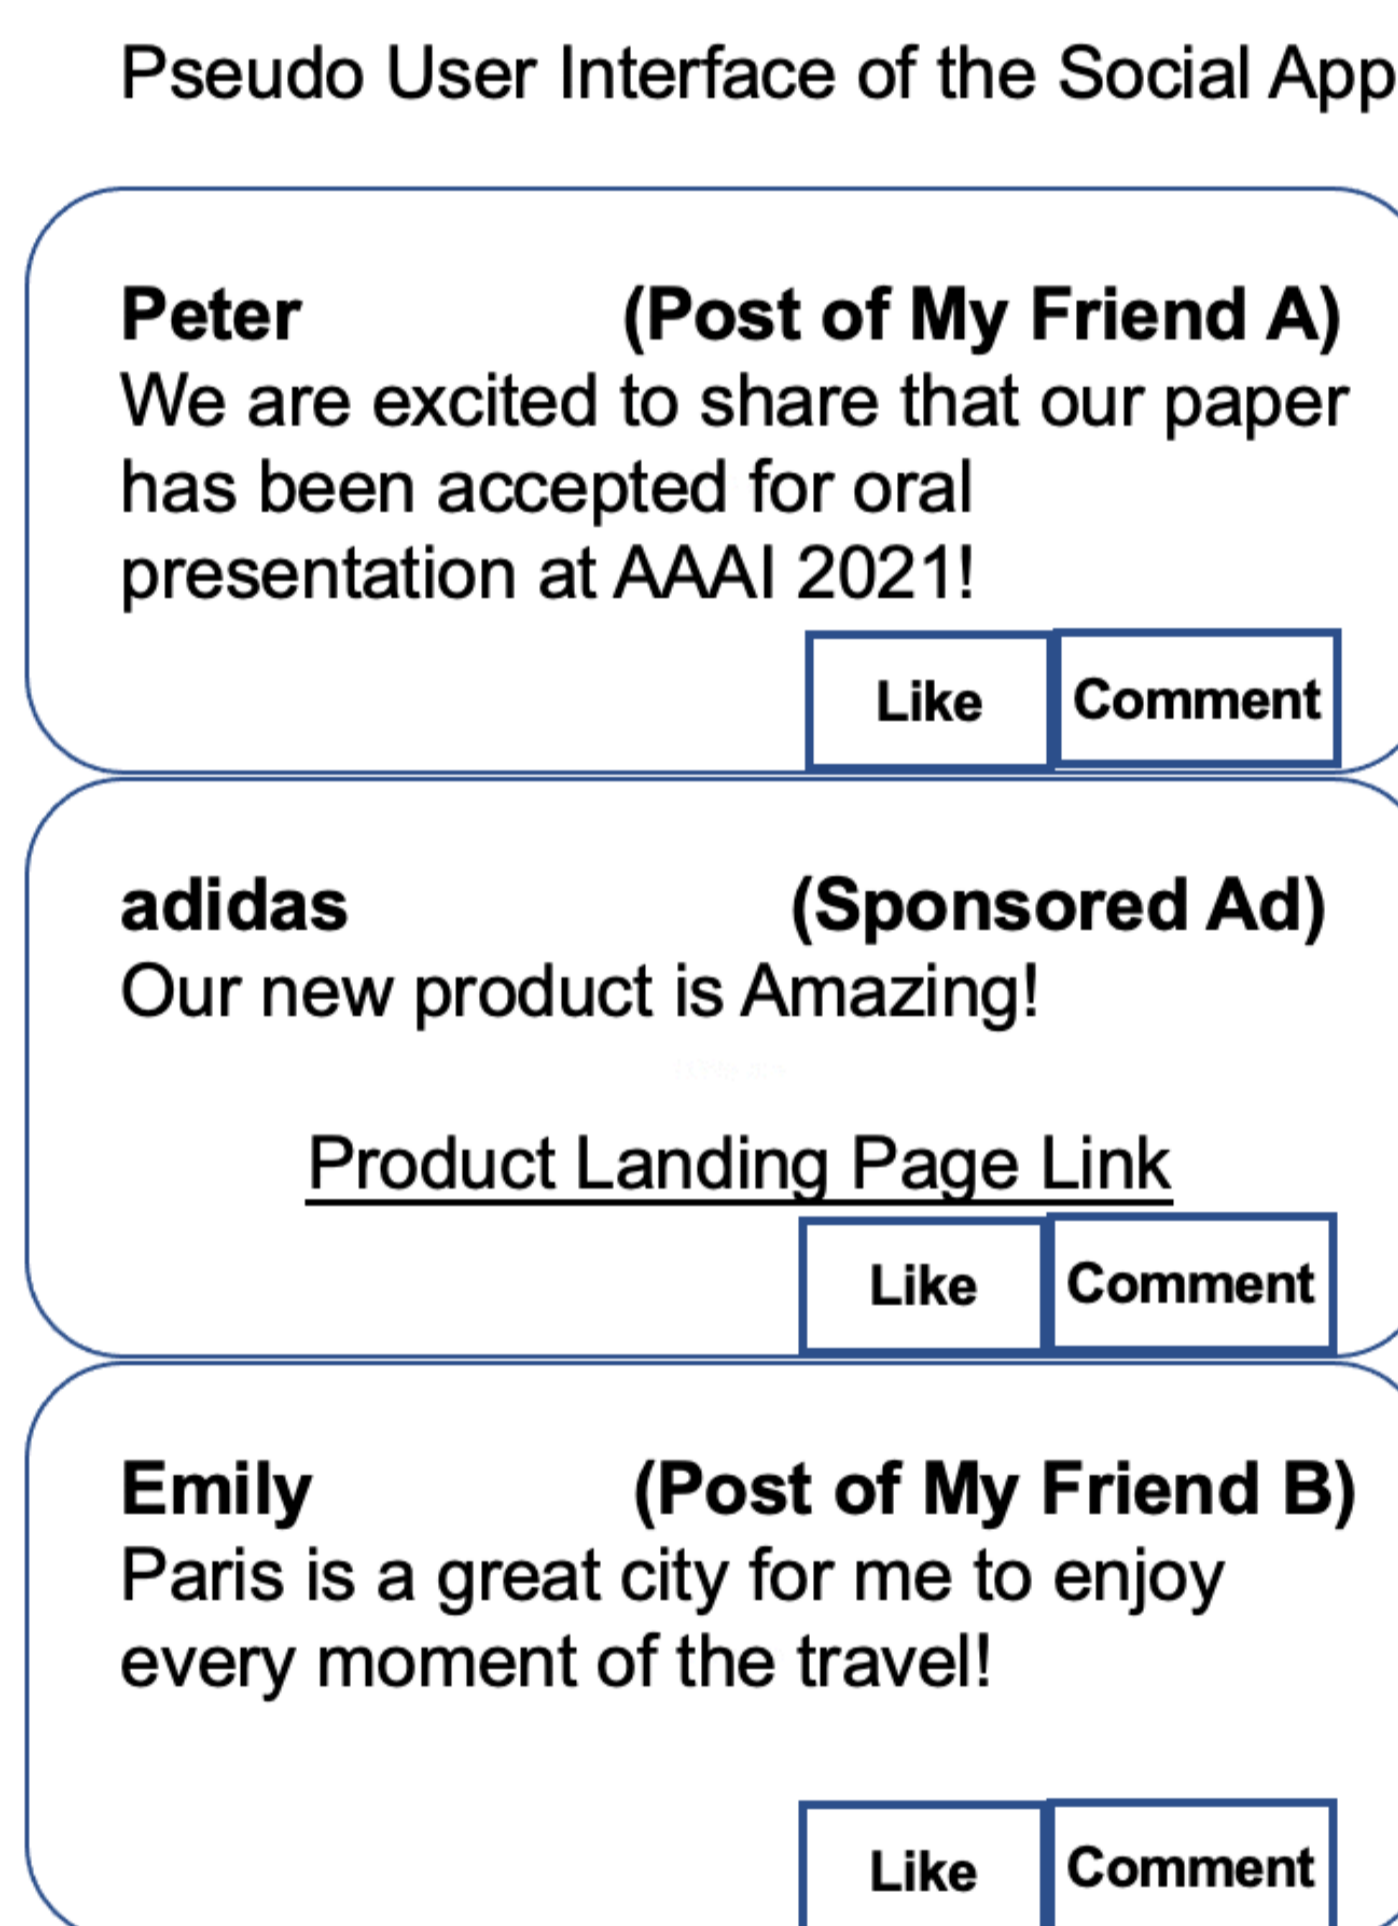 Pseudo User Interface of the Social App
Peter (Post of My Friend A)
We are excited to share that our paper
has been accepted for oral
presentation at AAAI 2021!
Like Comment
adidas (Sponsored Ad)
Our new product is Amazing!
Product Landing Page Link
Like Comment
Emily (Post of My Friend B)
Paris is a great city for me to enjoy
every moment of the travel!
Like Comment